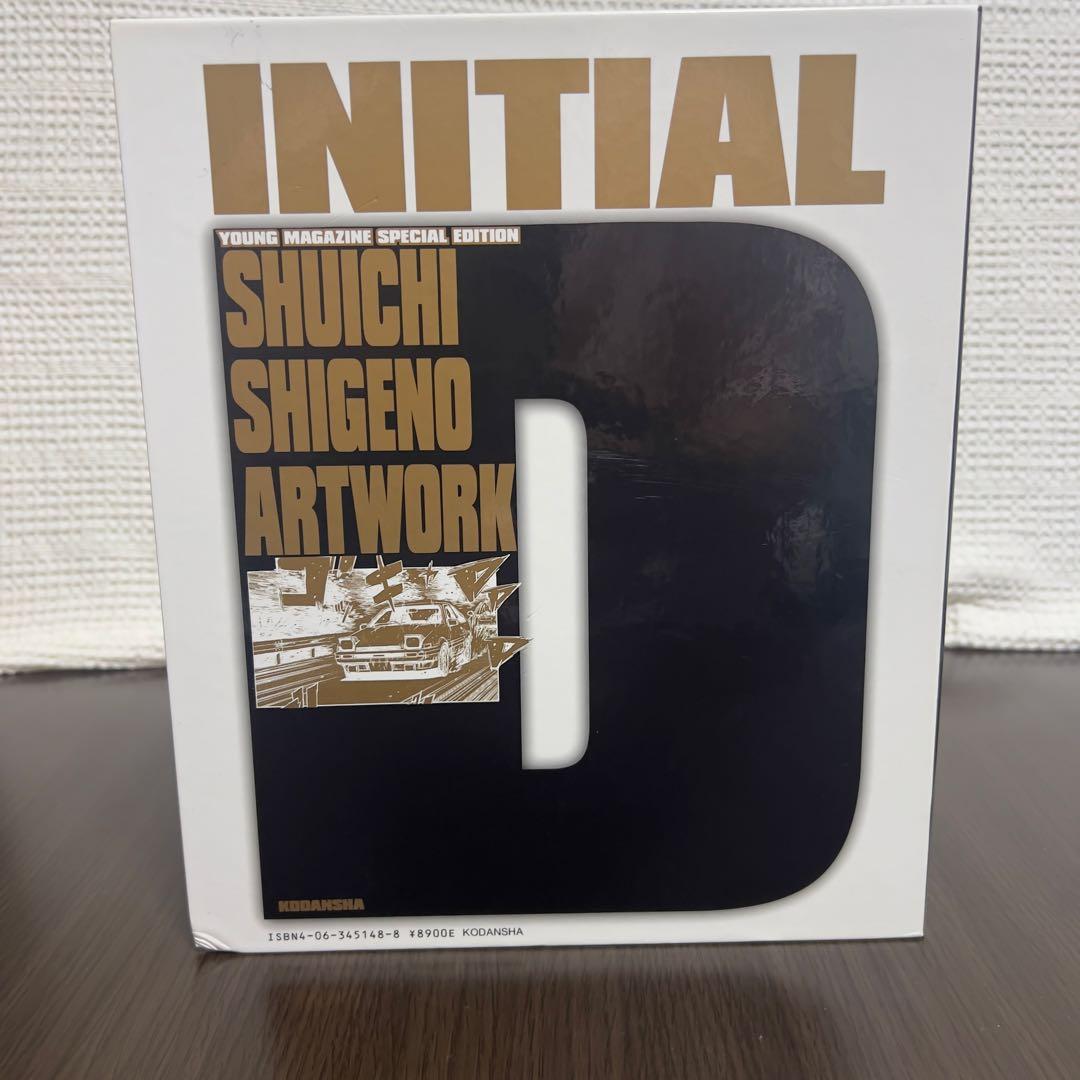 INITIAL
D
YOUNG MAGAZINE SPECIAL EDITION
SHUICHI
SHIGENO
ARTWORK
KODANSHA
ISBN4-06-345148-8 ¥8900E KODANSHA